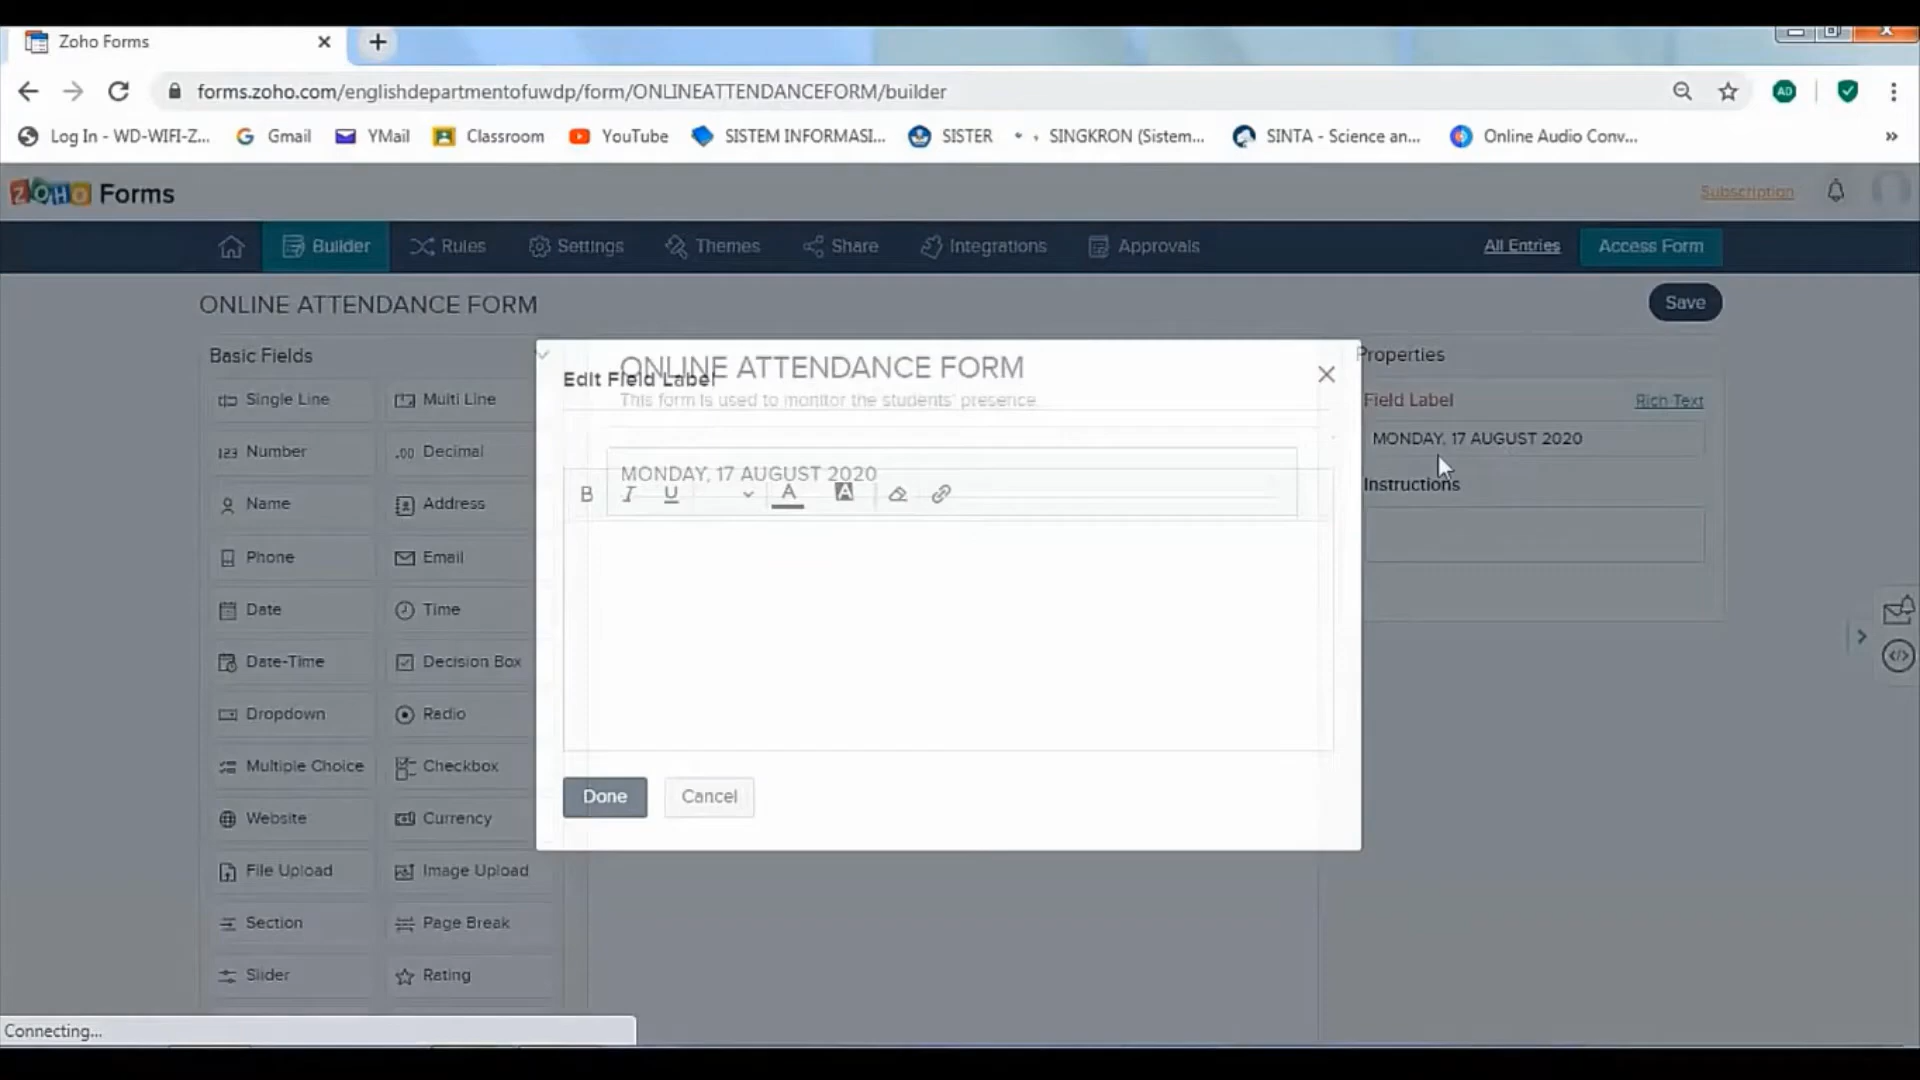 Zoho Forms
forms.zoho.com/englishdepartmentofuwdp/form/ONLINEATTENDANCEFORM/builder
AD
Log In - WD-WIFI-Z...
Gmail
YMail
Classroom
YouTube
SISTEM INFORMASI...
SISTER
SINGKRON (Sistem...
SINTA - Science an...
Online Audio Conv...
»
ZOHO Forms
Subscription
Builder
Rules
Settings
Themes
Share
Integrations
Approvals
All Entries
Access Form
ONLINE ATTENDANCE FORM
Save
Basic Fields
Single Line
Multi Line
123 Number
.00 Decimal
Name
Address
Phone
Email
Date
Time
Date-Time
Decision Box
Dropdown
Radio
Multiple Choice
Checkbox
Website
Currency
File Upload
Image Upload
Section
Page Break
Slider
Rating
ONLINE ATTENDANCE FORM
Edit Field Label
This form is used to monitor the students' presence.
MONDAY, 17 AUGUST 2020
B I U A A
Done
Cancel
Properties
Field Label
Rich Text
MONDAY, 17 AUGUST 2020
Instructions
Connecting...